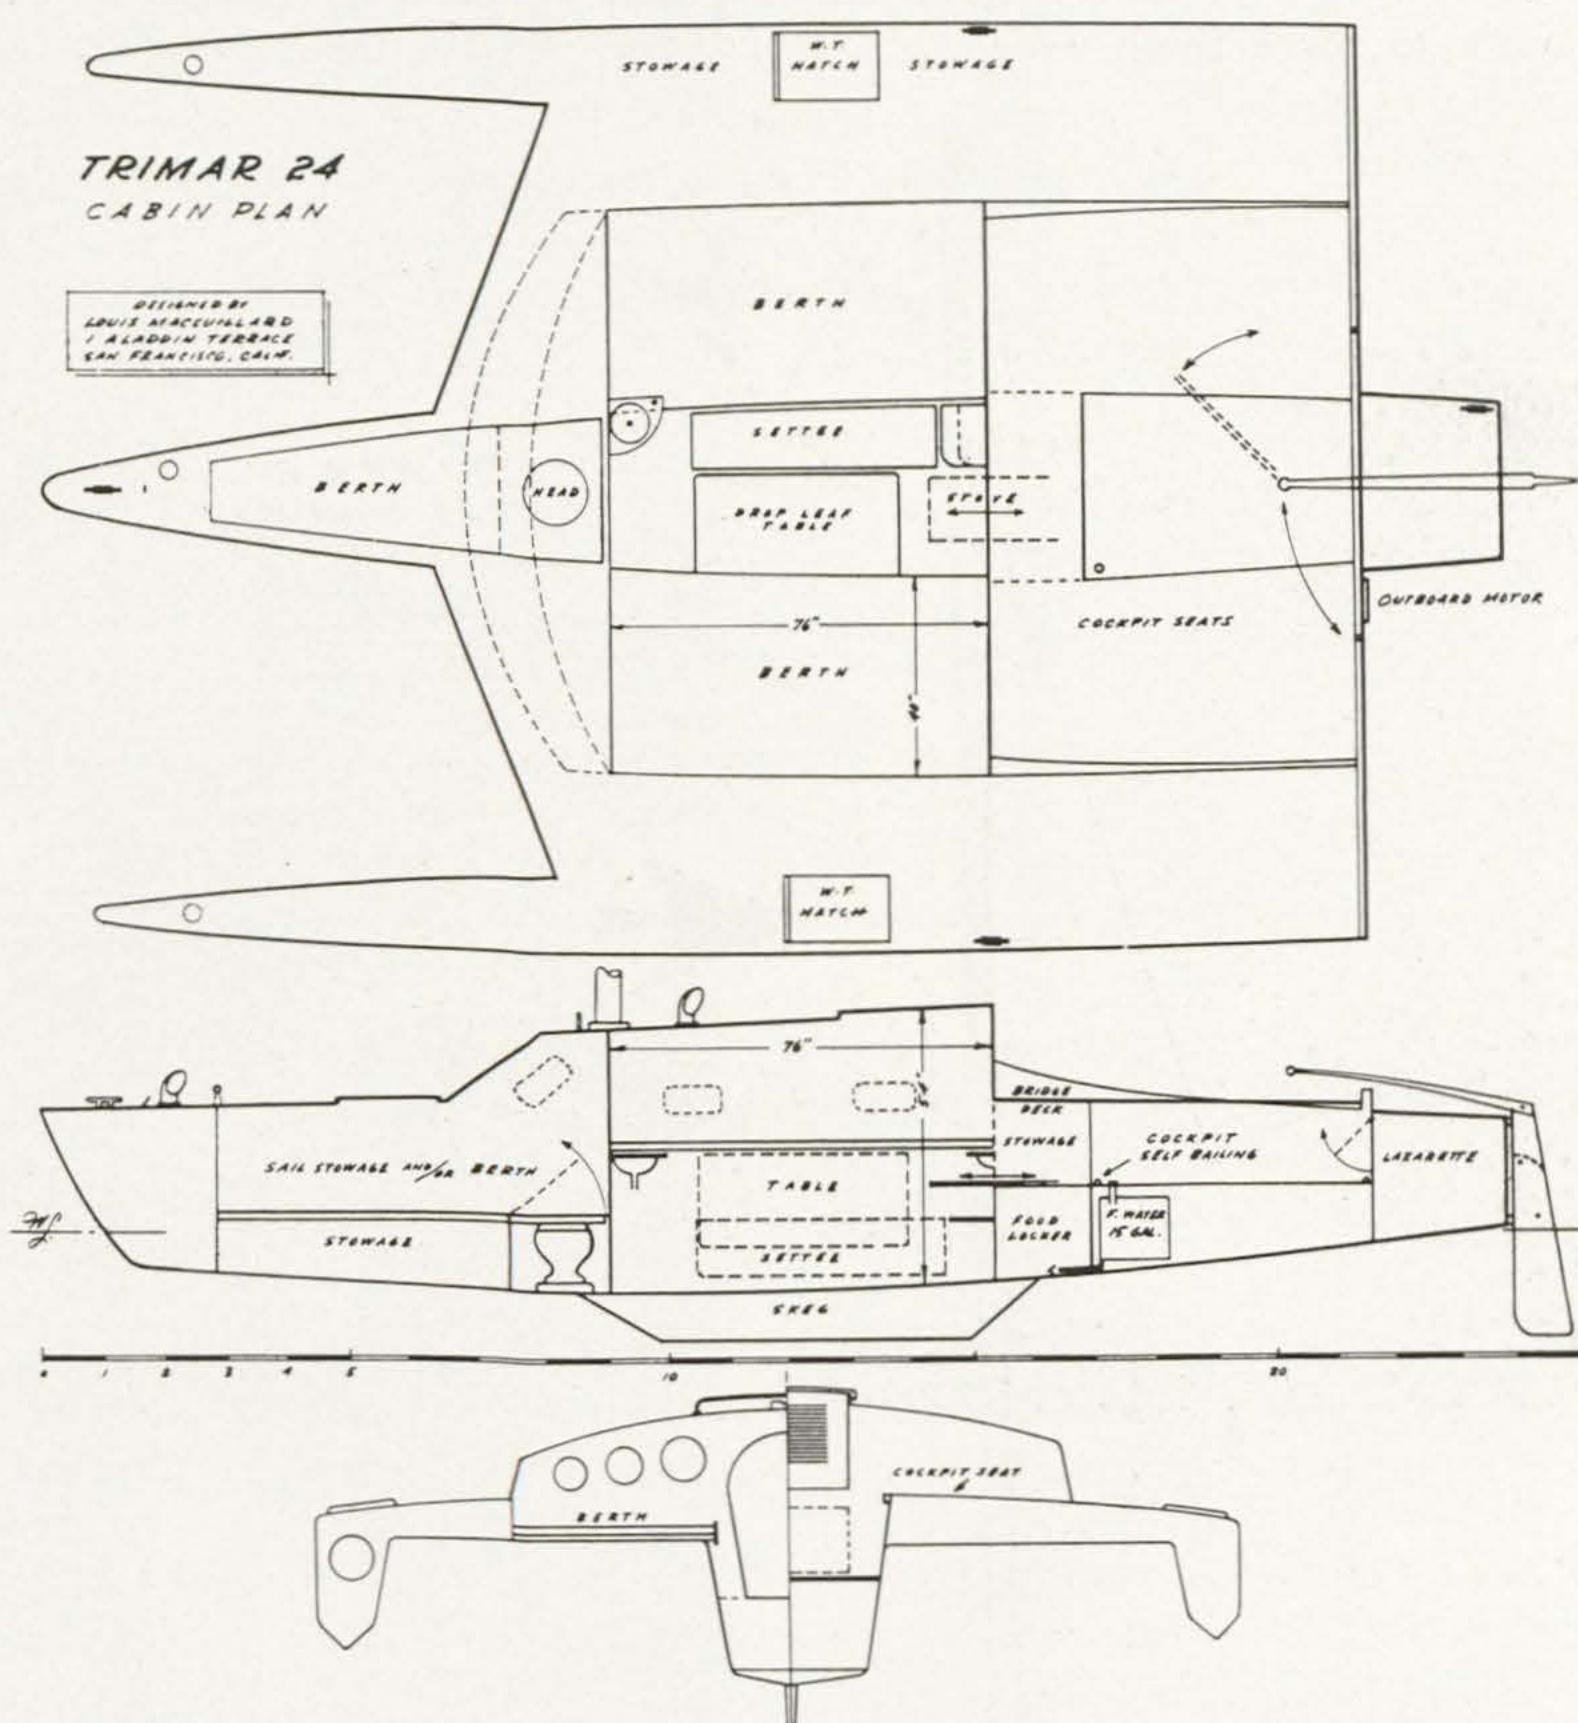 STOWAGE
W.T.
HATCH
STOWAGE
TRIMAR 24
CABIN PLAN
DESIGNED BY
LOUIS MACOUILLARD
1 ALADDIN TERRACE
SAN FRANCISCO, CALIF.
BERTH
SETTEE
BERTH
HEAD
DROP LEAF
TABLE
STOVE
OUTBOARD MOTOR
COCKPIT SEATS
76"
BERTH
W.T.
HATCH
76"
BRIDGE
DECK
STOWAGE
COCKPIT
SELF BAILING
LAZARETTE
SAIL STOWAGE AND/OR BERTH
TABLE
STOWAGE
FOOD
LOCKER
F. WATER
15 GAL.
SETTEE
SKEG
0 1 2 3 4 5 10 20
COCKPIT SEAT
BERTH